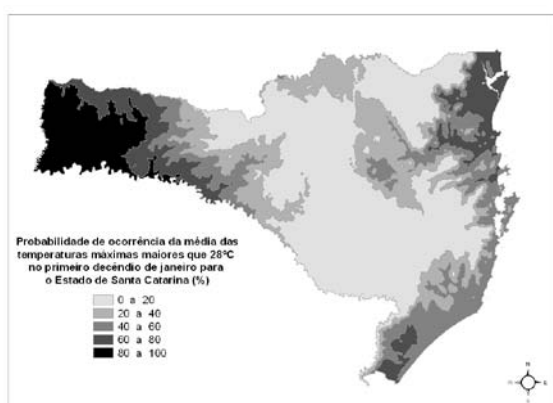 Probabilidade de ocorrência da média das
temperaturas máximas maiores que 28ºC
no primeiro decêndio de janeiro para
o Estado de Santa Catarina (%)
0 a 20
20 a 40
40 a 60
60 a 80
80 a 100